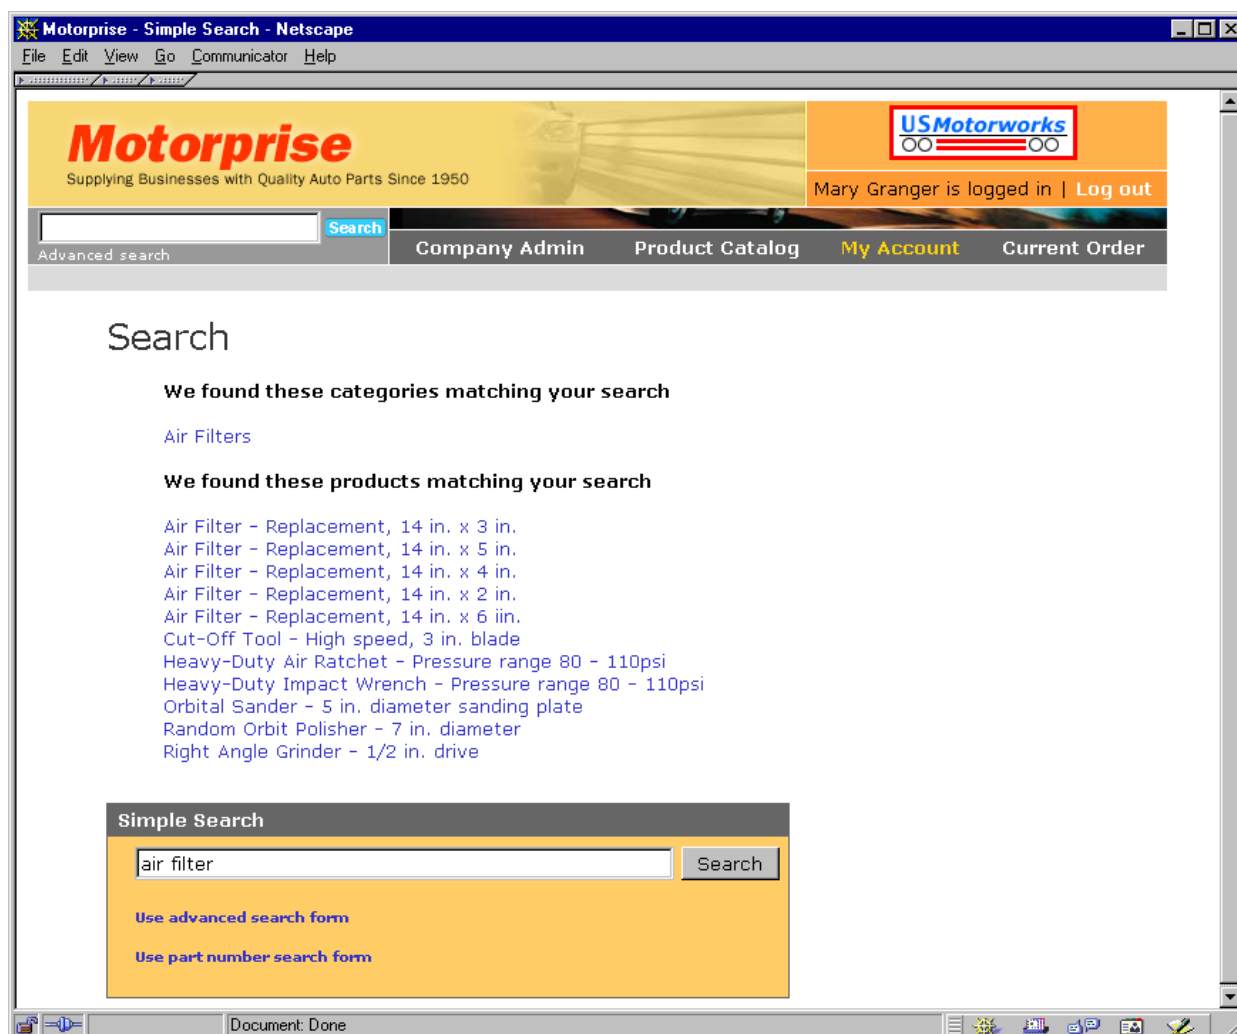 Motorprise - Simple Search - Netscape
File Edit View Go Communicator Help
Motorprise
Supplying Businesses with Quality Auto Parts Since 1950
USMotorworks
Mary Granger is logged in | Log out
Search
Advanced search
Company Admin Product Catalog My Account Current Order
Search
We found these categories matching your search
Air Filters
We found these products matching your search
Air Filter - Replacement, 14 in. x 3 in.
Air Filter - Replacement, 14 in. x 5 in.
Air Filter - Replacement, 14 in. x 4 in.
Air Filter - Replacement, 14 in. x 2 in.
Air Filter - Replacement, 14 in. x 6 iin.
Cut-Off Tool - High speed, 3 in. blade
Heavy-Duty Air Ratchet - Pressure range 80 - 110psi
Heavy-Duty Impact Wrench - Pressure range 80 - 110psi
Orbital Sander - 5 in. diameter sanding plate
Random Orbit Polisher - 7 in. diameter
Right Angle Grinder - 1/2 in. drive
Simple Search
air filter Search
Use advanced search form
Use part number search form
Document: Done